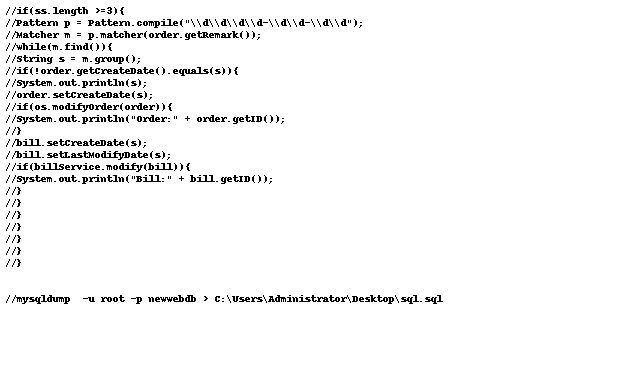 //if(ss.length >=3){
//Pattern p = Pattern.compile("\\d\\d\\d\\d-\\d\\d-\\d\\d");
//Matcher m = p.matcher(order.getRemark());
//while(m.find()){
//String s = m.group();
//if(!order.getCreateDate().equals(s)){
//System.out.println(s);
//order.setCreateDate(s);
//if(os.modifyOrder(order)){
//System.out.println("Order:" + order.getID());
//}
//bill.setCreateDate(s);
//bill.setLastModifyDate(s);
//if(billService.modify(bill)){
//System.out.println("Bill:" + bill.getID());
//}
//}
//}
//}
//}
//}
//}
//mysqldump  -u root -p newwebdb > C:\Users\Administrator\Desktop\sql.sql